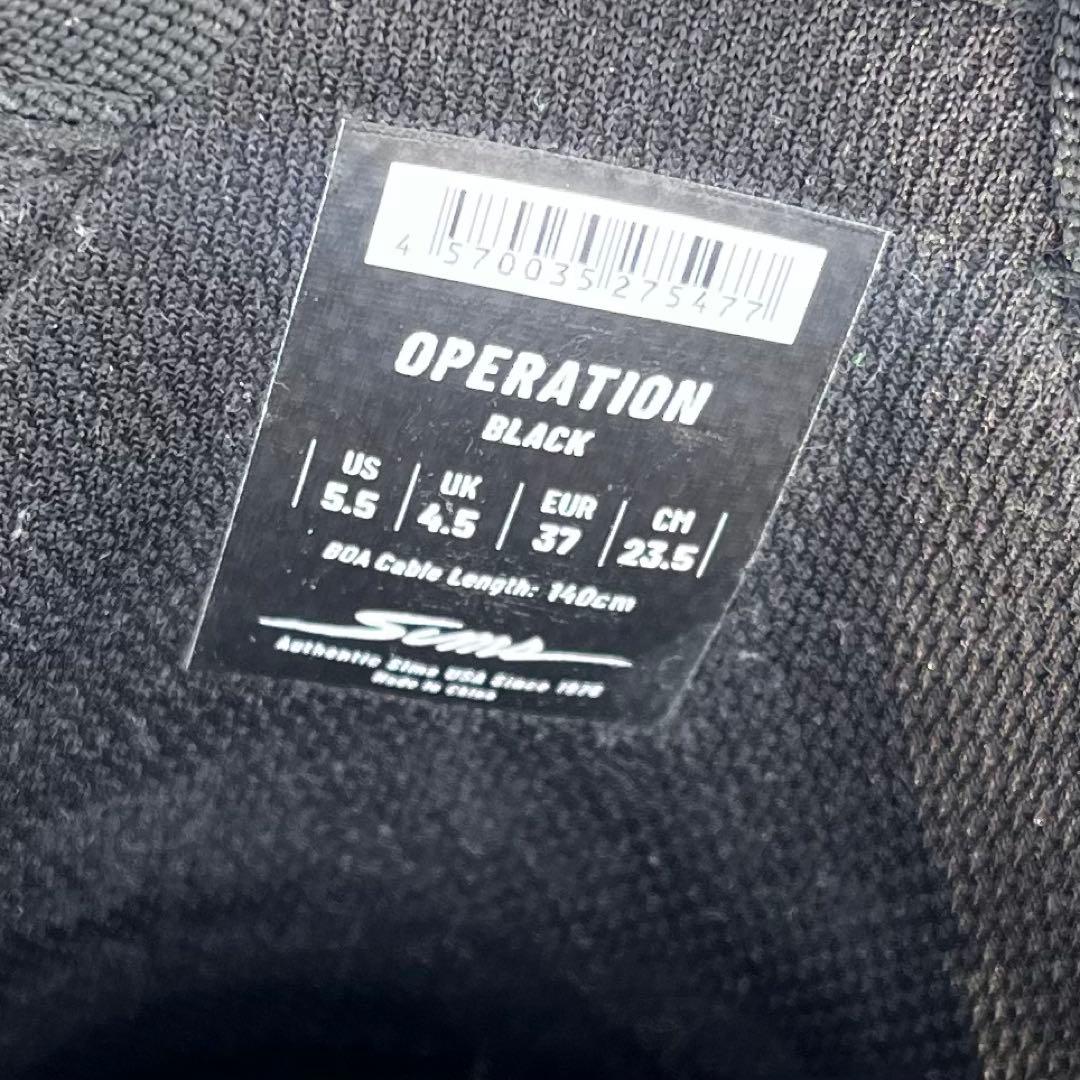 4 570035 275477
OPERATION
BLACK
US UK EUR CM
5.5 4.5 37 23.5
BOA Cable Length: 140cm
Sims
Authentic Sims USA Since 1976
Made in China